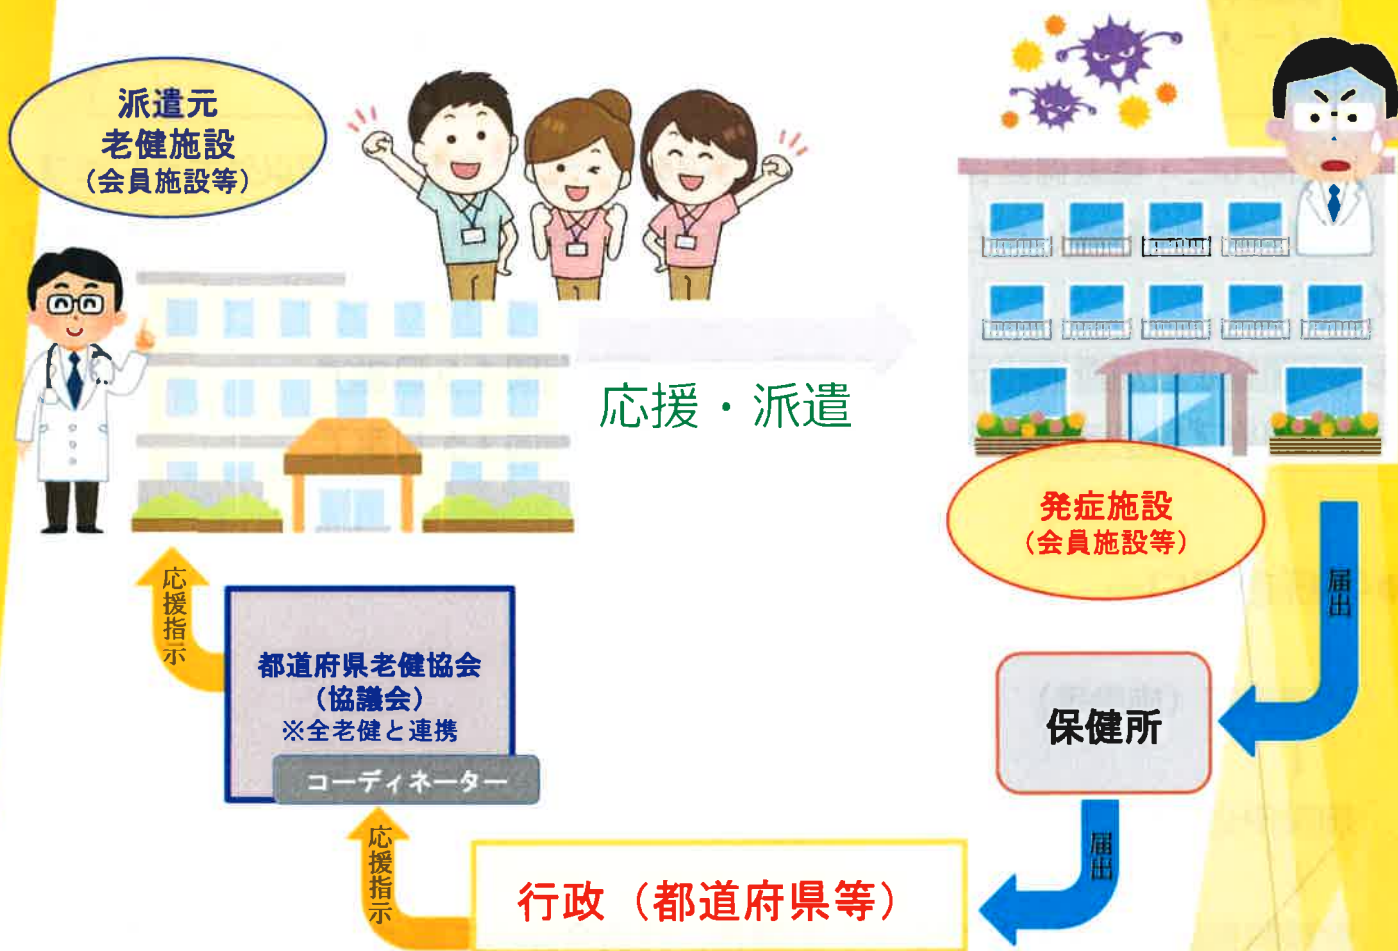 派遣元
老健施設
（会員施設等）
応援・派遣
発症施設
（会員施設等）
届出
保健所
届出
行政（都道府県等）
応援指示
都道府県老健協会
（協議会）
※全老健と連携
コーディネーター
応援指示